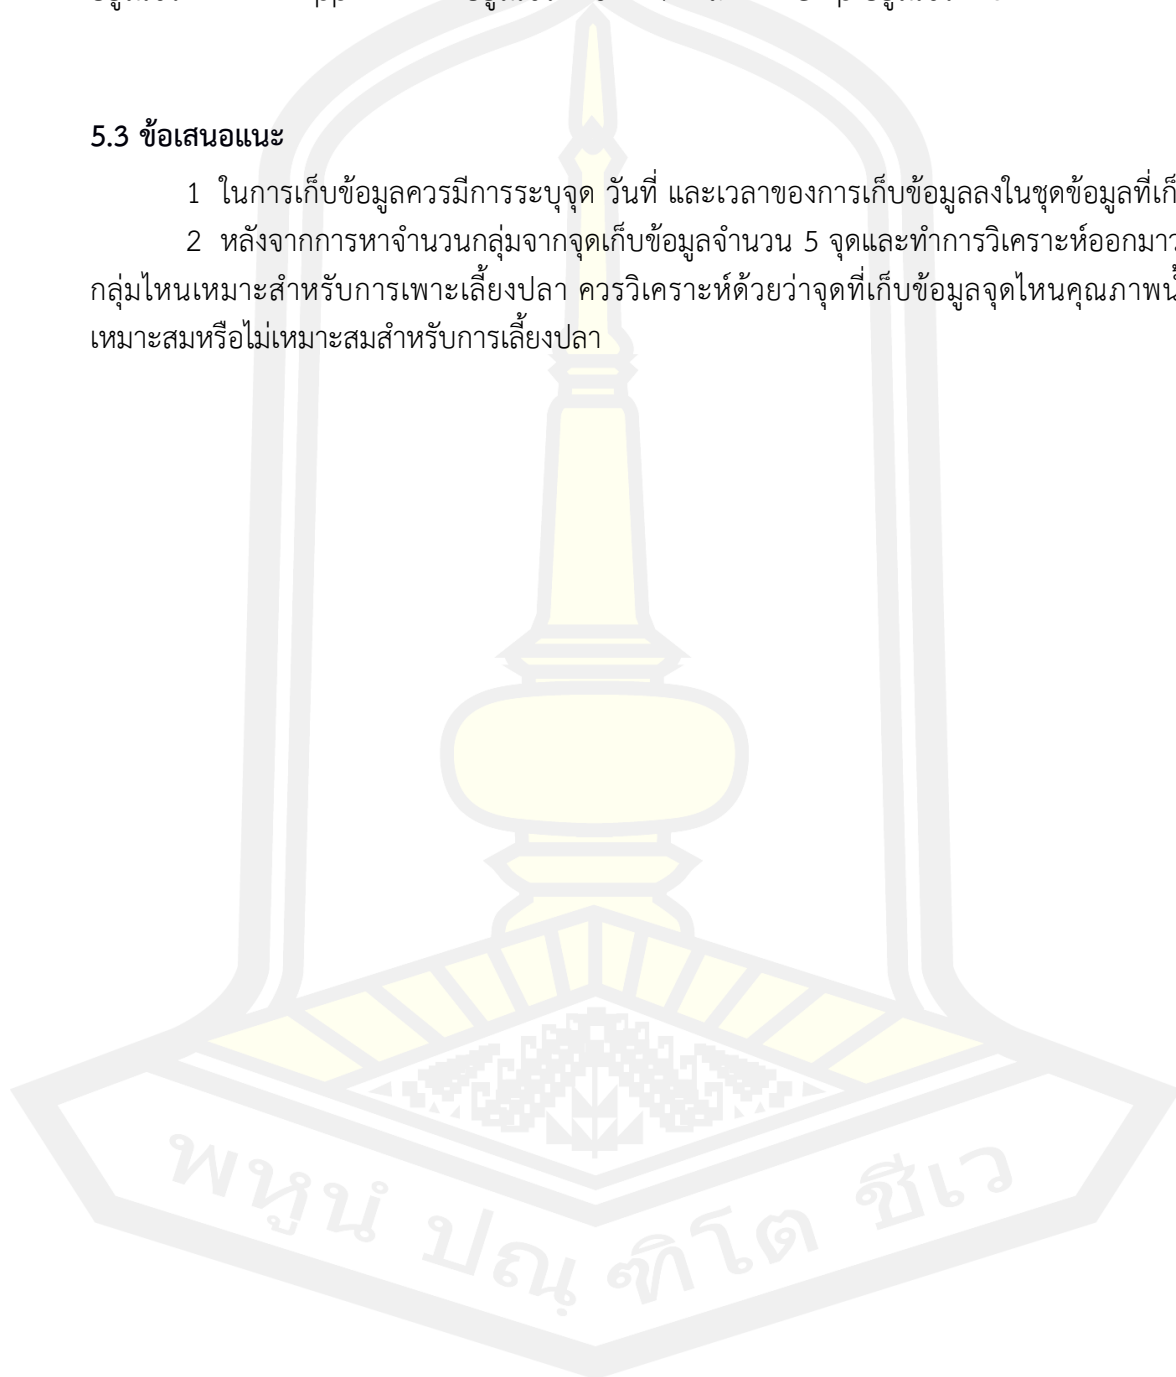 5.3 ข้อเสนอแนะ
1 ในการเก็บข้อมูลควรมีการระบุจุด วันที่ และเวลาของการเก็บข้อมูลลงในชุดข้อมูลที่เก็
2 หลังจากการหาจำนวนกลุ่มจากจุดเก็บข้อมูลจำนวน 5 จุดและทำการวิเคราะห์ออกมาว
กลุ่มไหนเหมาะสำหรับการเพาะเลี้ยงปลา ควรวิเคราะห์ด้วยว่าจุดที่เก็บข้อมูลจุดไหนคุณภาพน้
เหมาะสมหรือไม่เหมาะสมสำหรับการเลี้ยงปลา
พหูนํ ปณฺฑิโต ชีเว